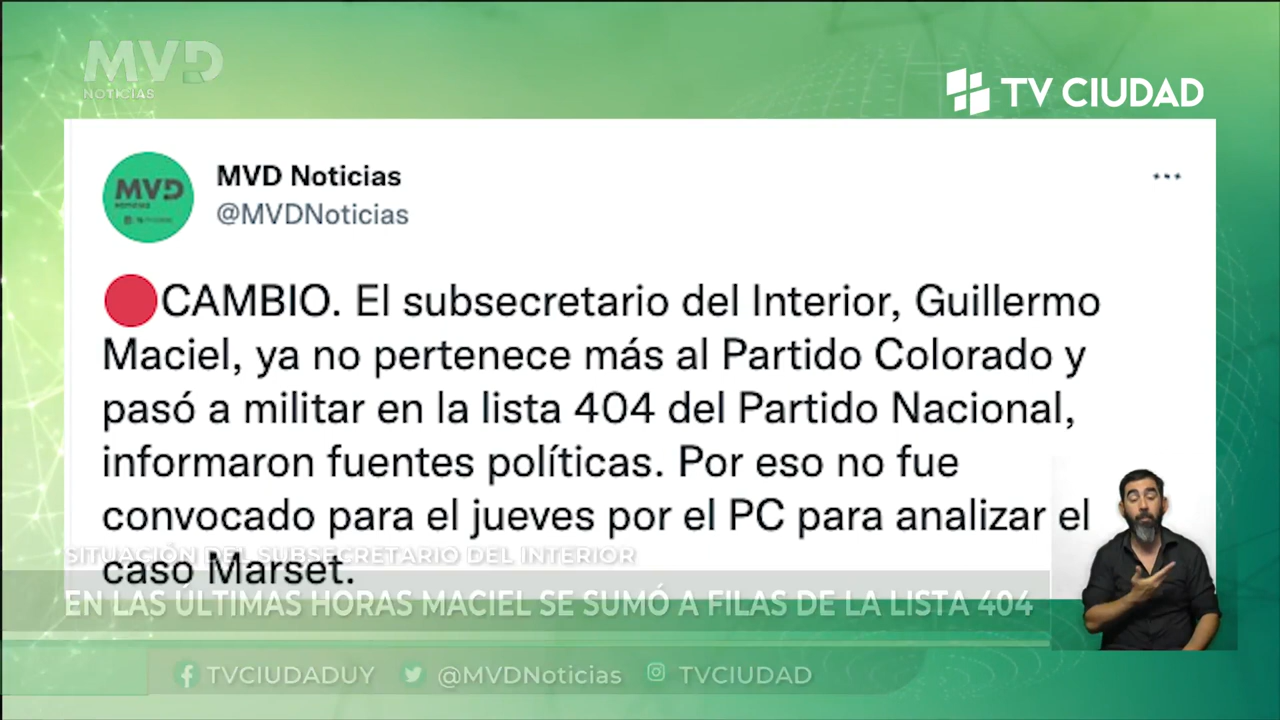 MVD
NOTICIAS
TV CIUDAD
MVD
MVD Noticias
@MVDNoticias
CAMBIO. El subsecretario del Interior, Guillermo
Maciel, ya no pertenece más al Partido Colorado y
pasó a militar en la lista 404 del Partido Nacional,
informaron fuentes políticas. Por eso no fue
convocado para el jueves por el PC para analizar el
caso Marset.
SITUACIÓN DEL SUBSECRETARIO DEL INTERIOR
EN LAS ÚLTIMAS HORAS MACIEL SE SUMÓ A FILAS DE LA LISTA 404
TVCIUDADUY @MVDNoticias TVCIUDAD